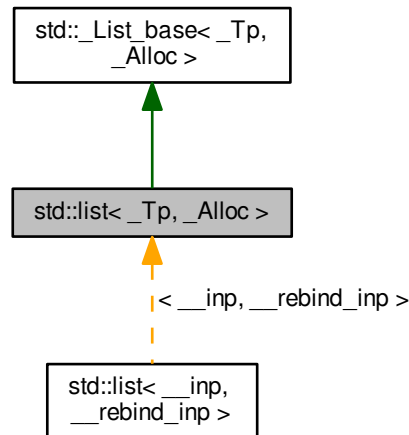 std::_List_base< _Tp,
_Alloc >
std::list< _Tp, _Alloc >
< __inp, __rebind_inp >
std::list< __inp,
__rebind_inp >